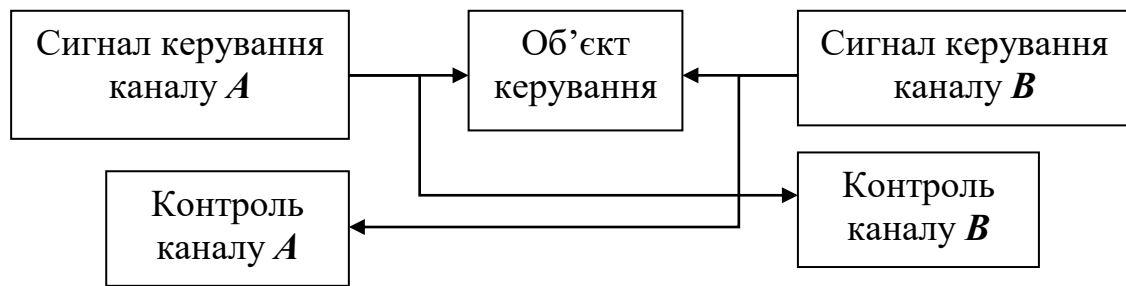 Сигнал керування
каналу A
Об’єкт
керування
Сигнал керування
каналу B
Контроль
каналу A
Контроль
каналу B